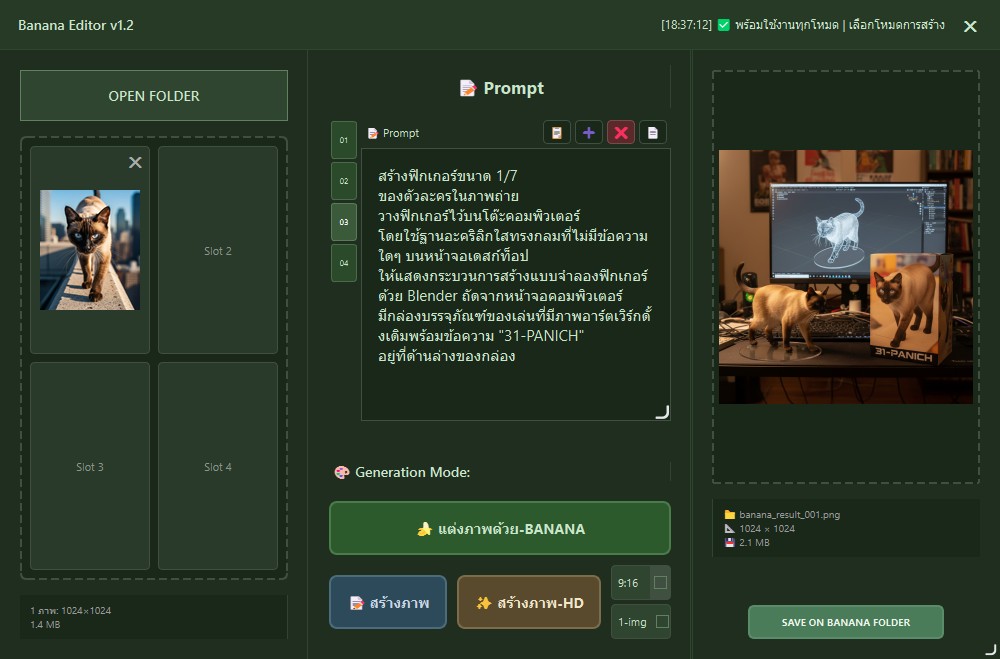 Banana Editor v1.2
[18:37:12] ✅ พร้อมใช้งานทุกโหมด | เลือกโหมดการสร้าง
OPEN FOLDER
Slot 2
Slot 3
Slot 4
1 ภาพ: 1024×1024
1.4 MB
📝 Prompt
01
02
03
04
📝 Prompt
สร้างฟิกเกอร์ขนาด 1/7
ของตัวละครในภาพถ่าย
วางฟิกเกอร์ไว้บนโต๊ะคอมพิวเตอร์
โดยใช้ฐานอะคริลิกใสทรงกลมที่ไม่มีข้อความ
ใดๆ บนหน้าจอเดสก์ท็อป
ให้แสดงกระบวนการสร้างแบบจำลองฟิกเกอร์
ด้วย Blender ถัดจากหน้าจอคอมพิวเตอร์
มีกล่องบรรจุภัณฑ์ของเล่นที่มีภาพอาร์ตเวิร์กดั้
งเดิมพร้อมข้อความ "31-PANICH"
อยู่ที่ด้านล่างของกล่อง
🎨 Generation Mode:
🍌 แต่งภาพด้วย-BANANA
📝 สร้างภาพ
✨ สร้างภาพ-HD
9:16
1-img
31-PANICH
📁 banana_result_001.png
📐 1024 × 1024
💾 2.1 MB
SAVE ON BANANA FOLDER